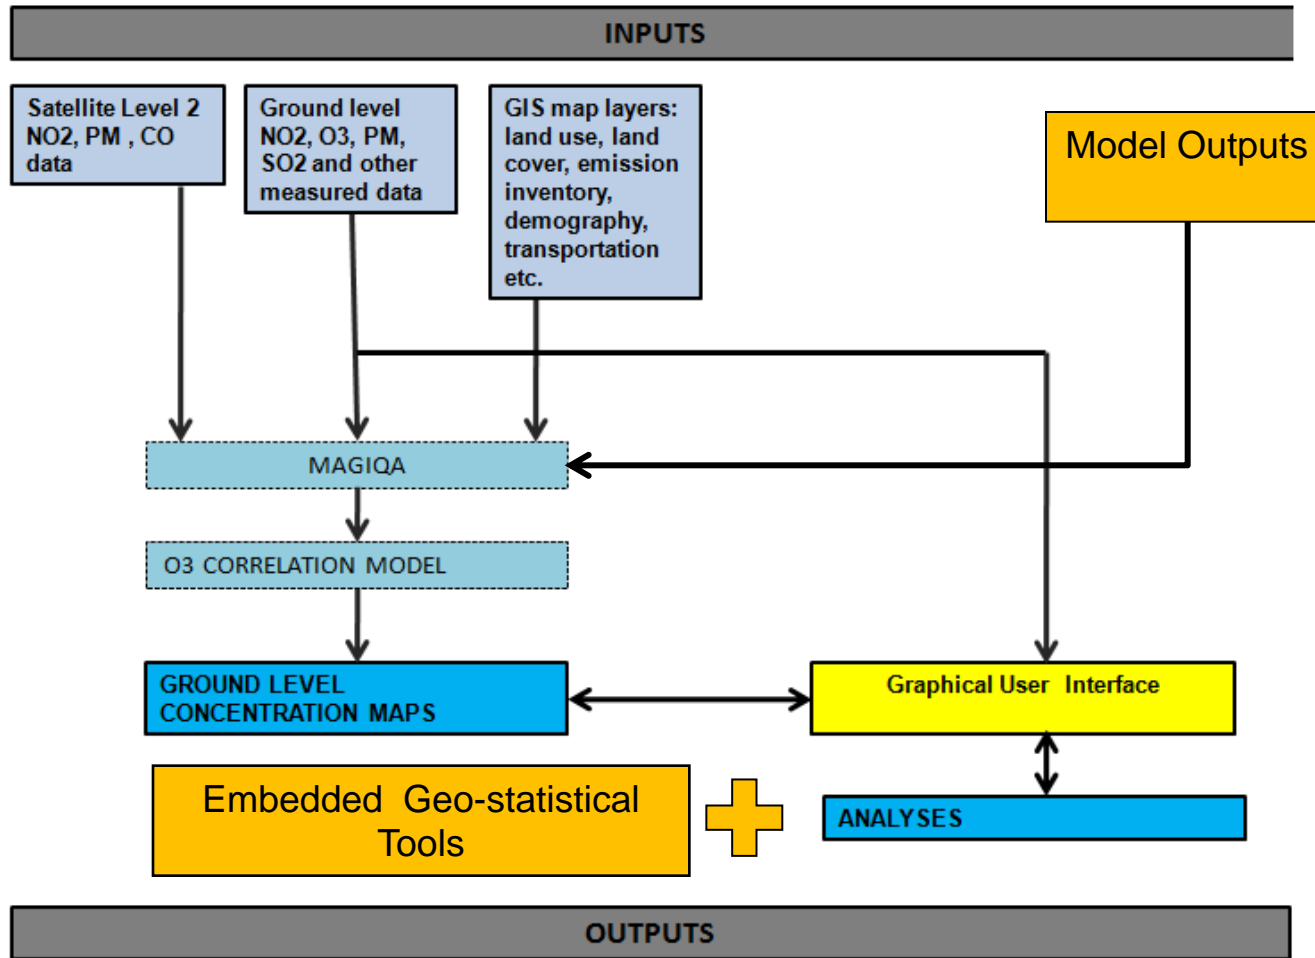 INPUTS
Satellite Level 2
NO2, PM , CO
data
Ground level
NO2, O3, PM,
SO2 and other
measured data
GIS map layers:
land use, land
cover, emission
inventory,
demography,
transportation
etc.
Model Outputs
MAGIQA
O3 CORRELATION MODEL
GROUND LEVEL
CONCENTRATION MAPS
Graphical User Interface
Embedded Geo-statistical
Tools
ANALYSES
OUTPUTS